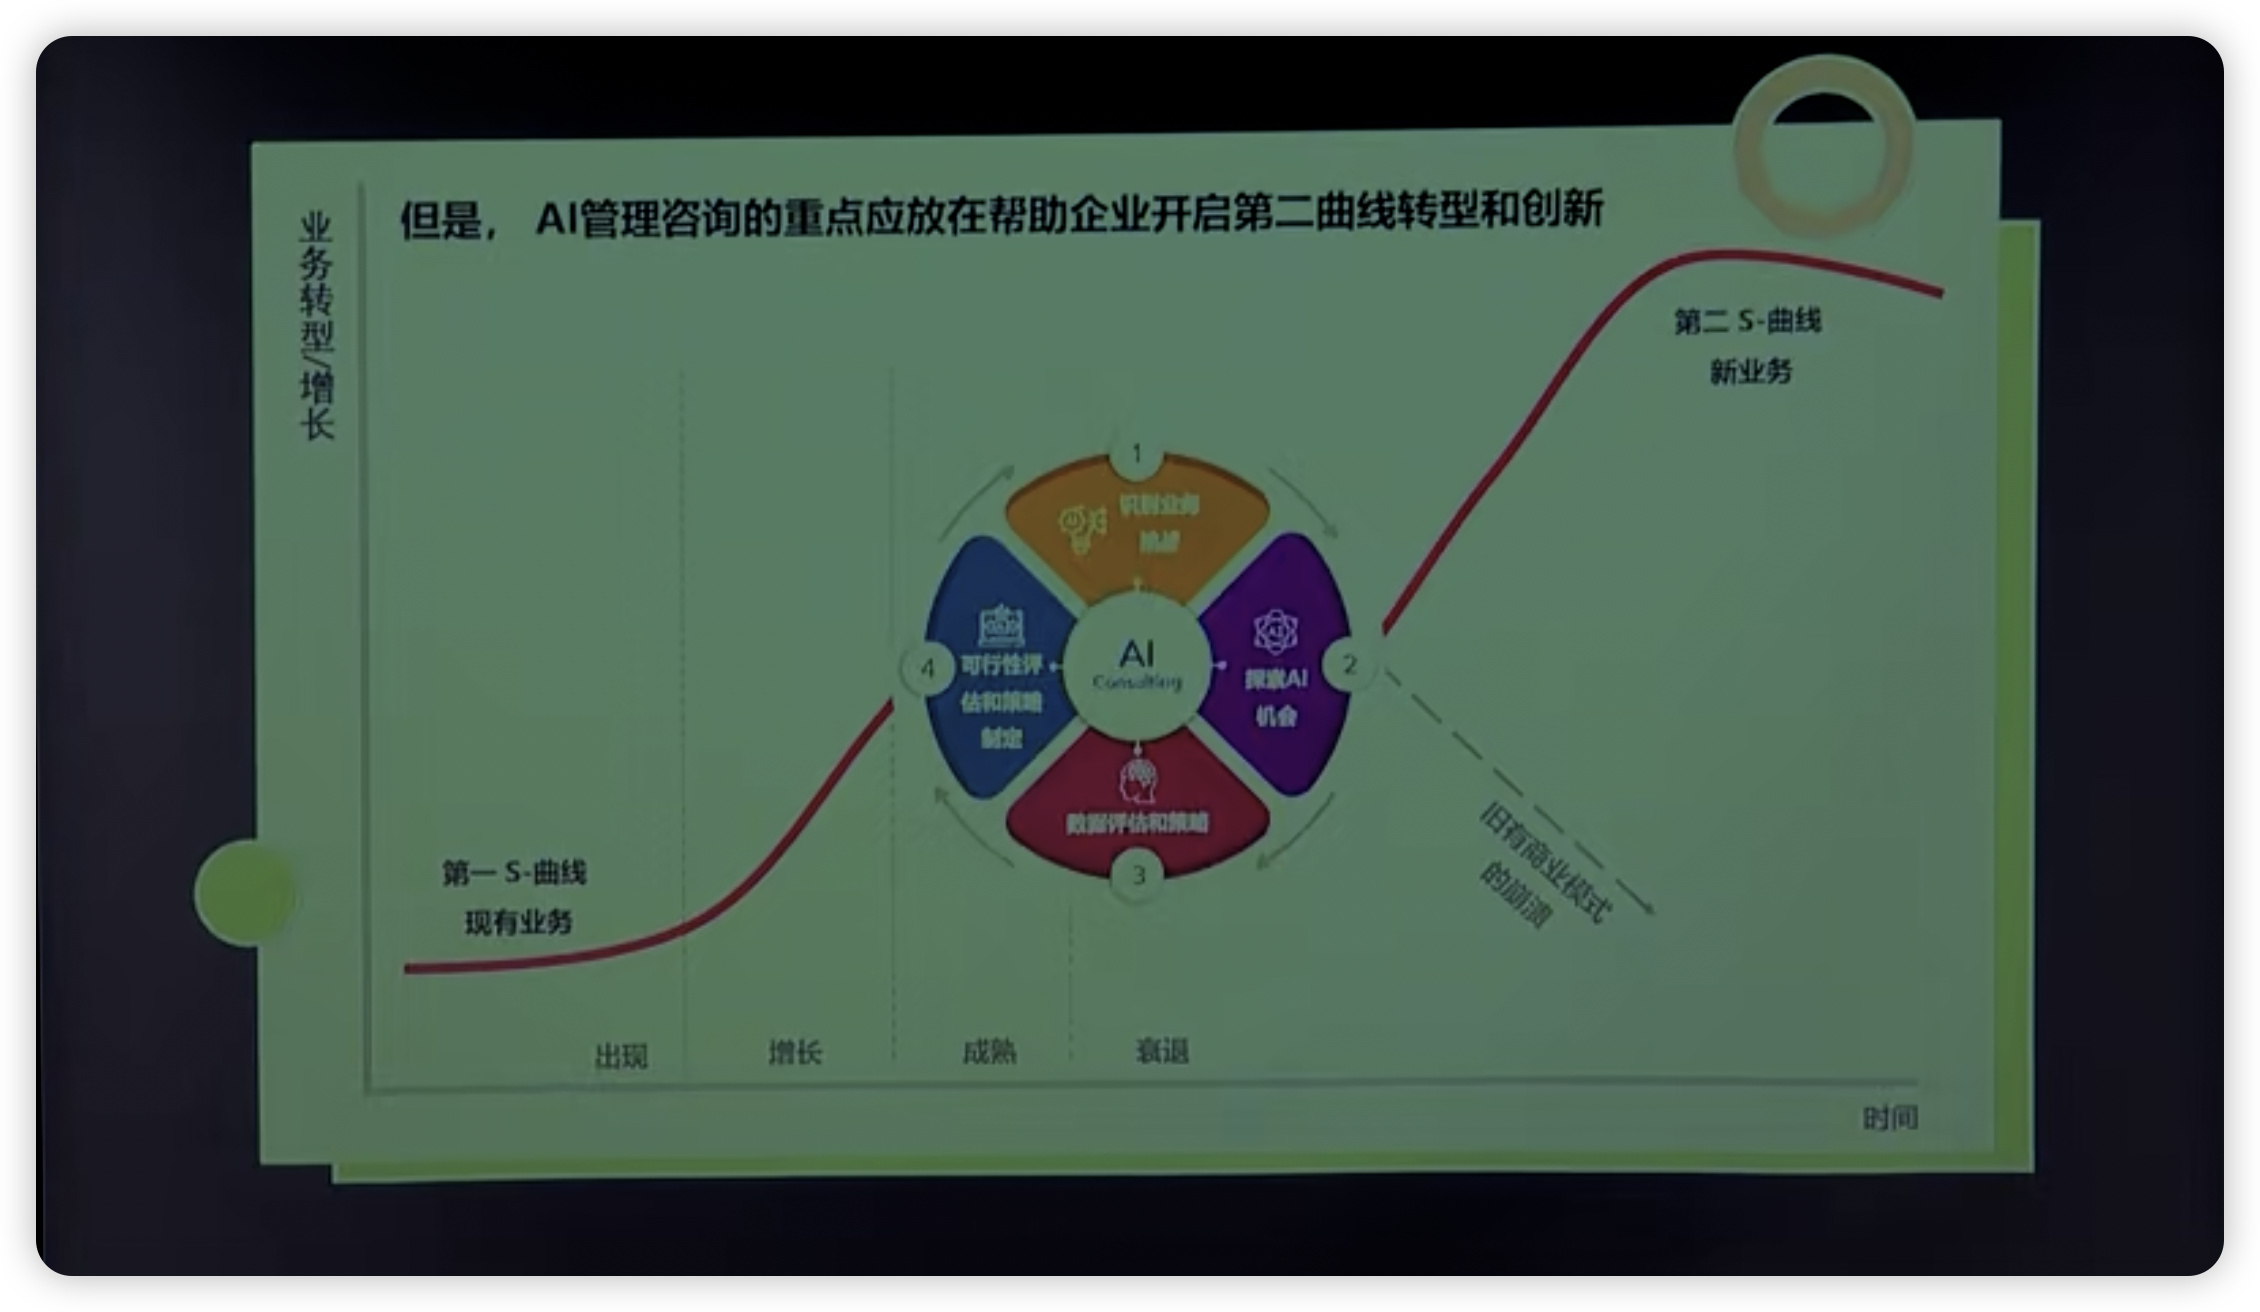 但是， AI管理咨询的重点应放在帮助企业开启第二曲线转型和创新
业务转型/增长
第二 S-曲线
新业务
1
识别业务
挑战
AI
2
探索AI
机会
AI
Consulting
4
可行性评
估和策略
制定
数据评估和策略
3
第一 S-曲线
现有业务
旧有商业模式
的崩溃
出现
增长
成熟
衰退
时间